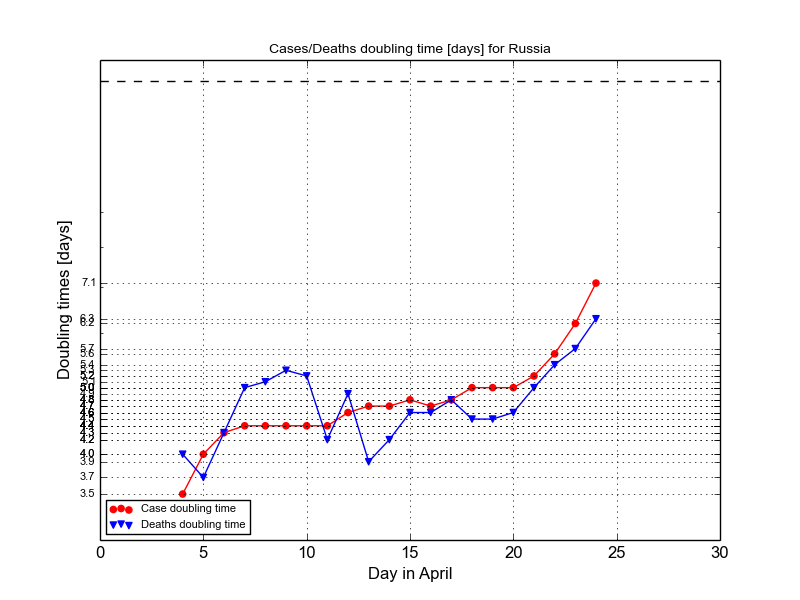 Cases/Deaths doubling time [days] for Russia
Doubling times [days]
7.1
6.3
6.2
5.7
5.6
5.4
5.2
5.0
4.2
4.0
3.9
3.7
3.5
Case doubling time
Deaths doubling time
0 5 10 15 20 25 30
Day in April